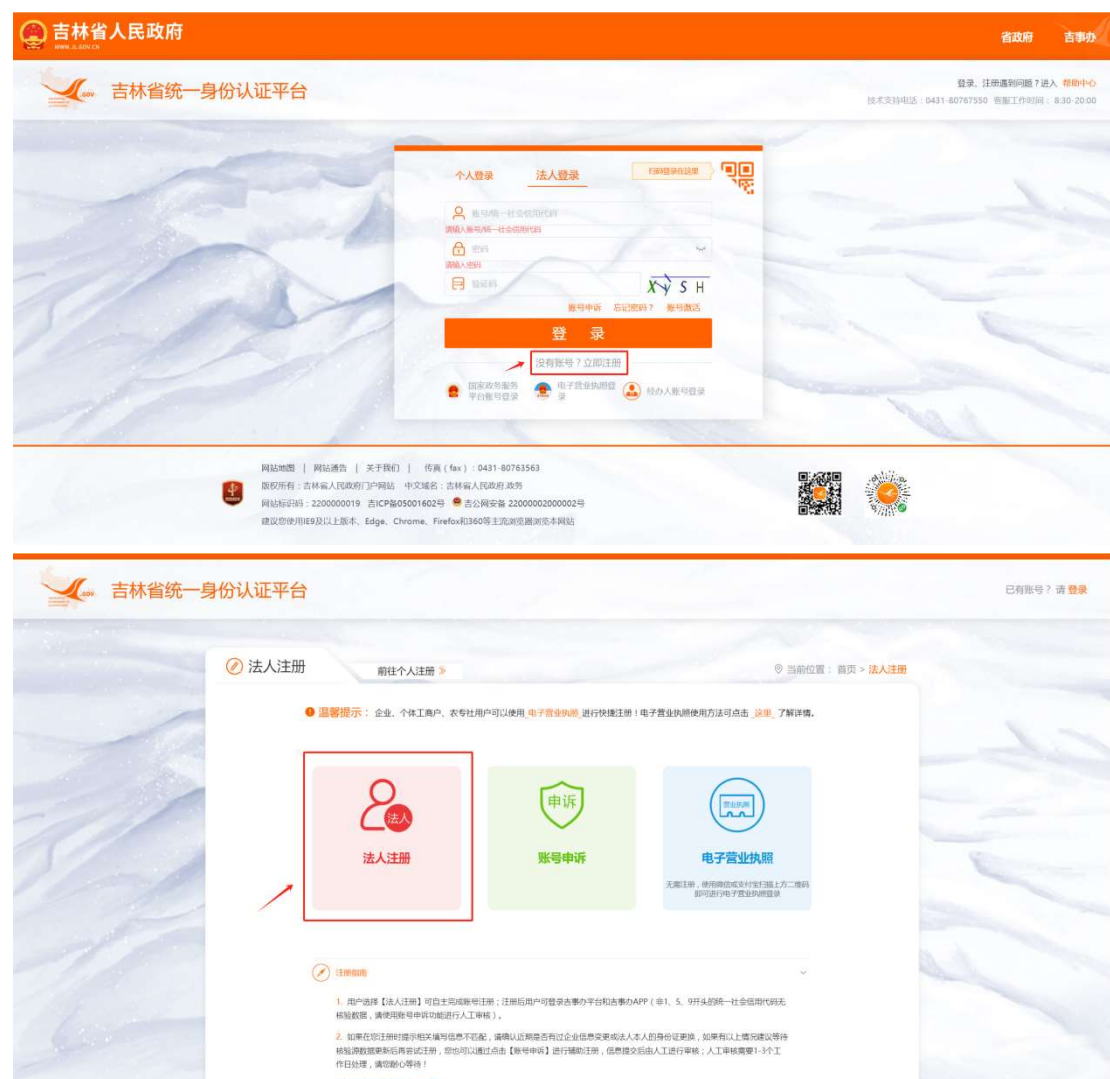 吉林省人民政府
WWW.JL.GOV.CN
省政府 吉事办
.GOV 吉林省统一身份认证平台
登录、注册遇到问题？进入 帮助中心
技术支持电话：0431-80767550 客服工作时间：8:30-20:00
个人登录 法人登录 扫码登录在这里
账号/统一社会信用代码
请输入账号/统一社会信用代码
密码
请输入密码
验证码
X Y S H
账号申诉 忘记密码？ 账号激活
登 录
没有账号？立即注册
国家政务服务平台账号登录
电子营业执照登录
经办人账号登录
网站地图 | 网站通告 | 关于我们 | 传真（fax）：0431-80763563
版权所有：吉林省人民政府门户网站 中文域名：吉林省人民政府.政务
网站标识码：2200000019 吉ICP备05001602号 吉公网安备 22000002000002号
建议您使用IE9及以上版本、Edge、Chrome、Firefox和360等主流浏览器浏览本网站
.GOV 吉林省统一身份认证平台
已有账号？请 登录
法人注册 前往个人注册 »
当前位置： 首页 > 法人注册
温馨提示： 企业、个体工商户、农专社用户可以使用 电子营业执照 进行快捷注册！电子营业执照使用方法可点击 这里 了解详情。
法人
法人注册
申诉
账号申诉
营业执照
电子营业执照
无需注册，使用微信或支付宝扫描上方二维码
即可进行电子营业执照登录
注册指南
1. 用户选择【法人注册】可自主完成账号注册；注册后用户可登录吉事办平台和吉事办APP（非1、5、9开头的统一社会信用代码无
核验数据，请使用账号申诉功能进行人工审核）。
2. 如果在您注册时提示相关填写信息不匹配，请确认近期是否有过企业信息变更或法人本人的身份证更换，如果有以上情况建议等待
核验源数据更新后再尝试注册，您也可以通过点击【账号申诉】进行辅助注册，信息提交后由人工进行审核；人工审核需要1-3个工
作日处理，请您耐心等待！